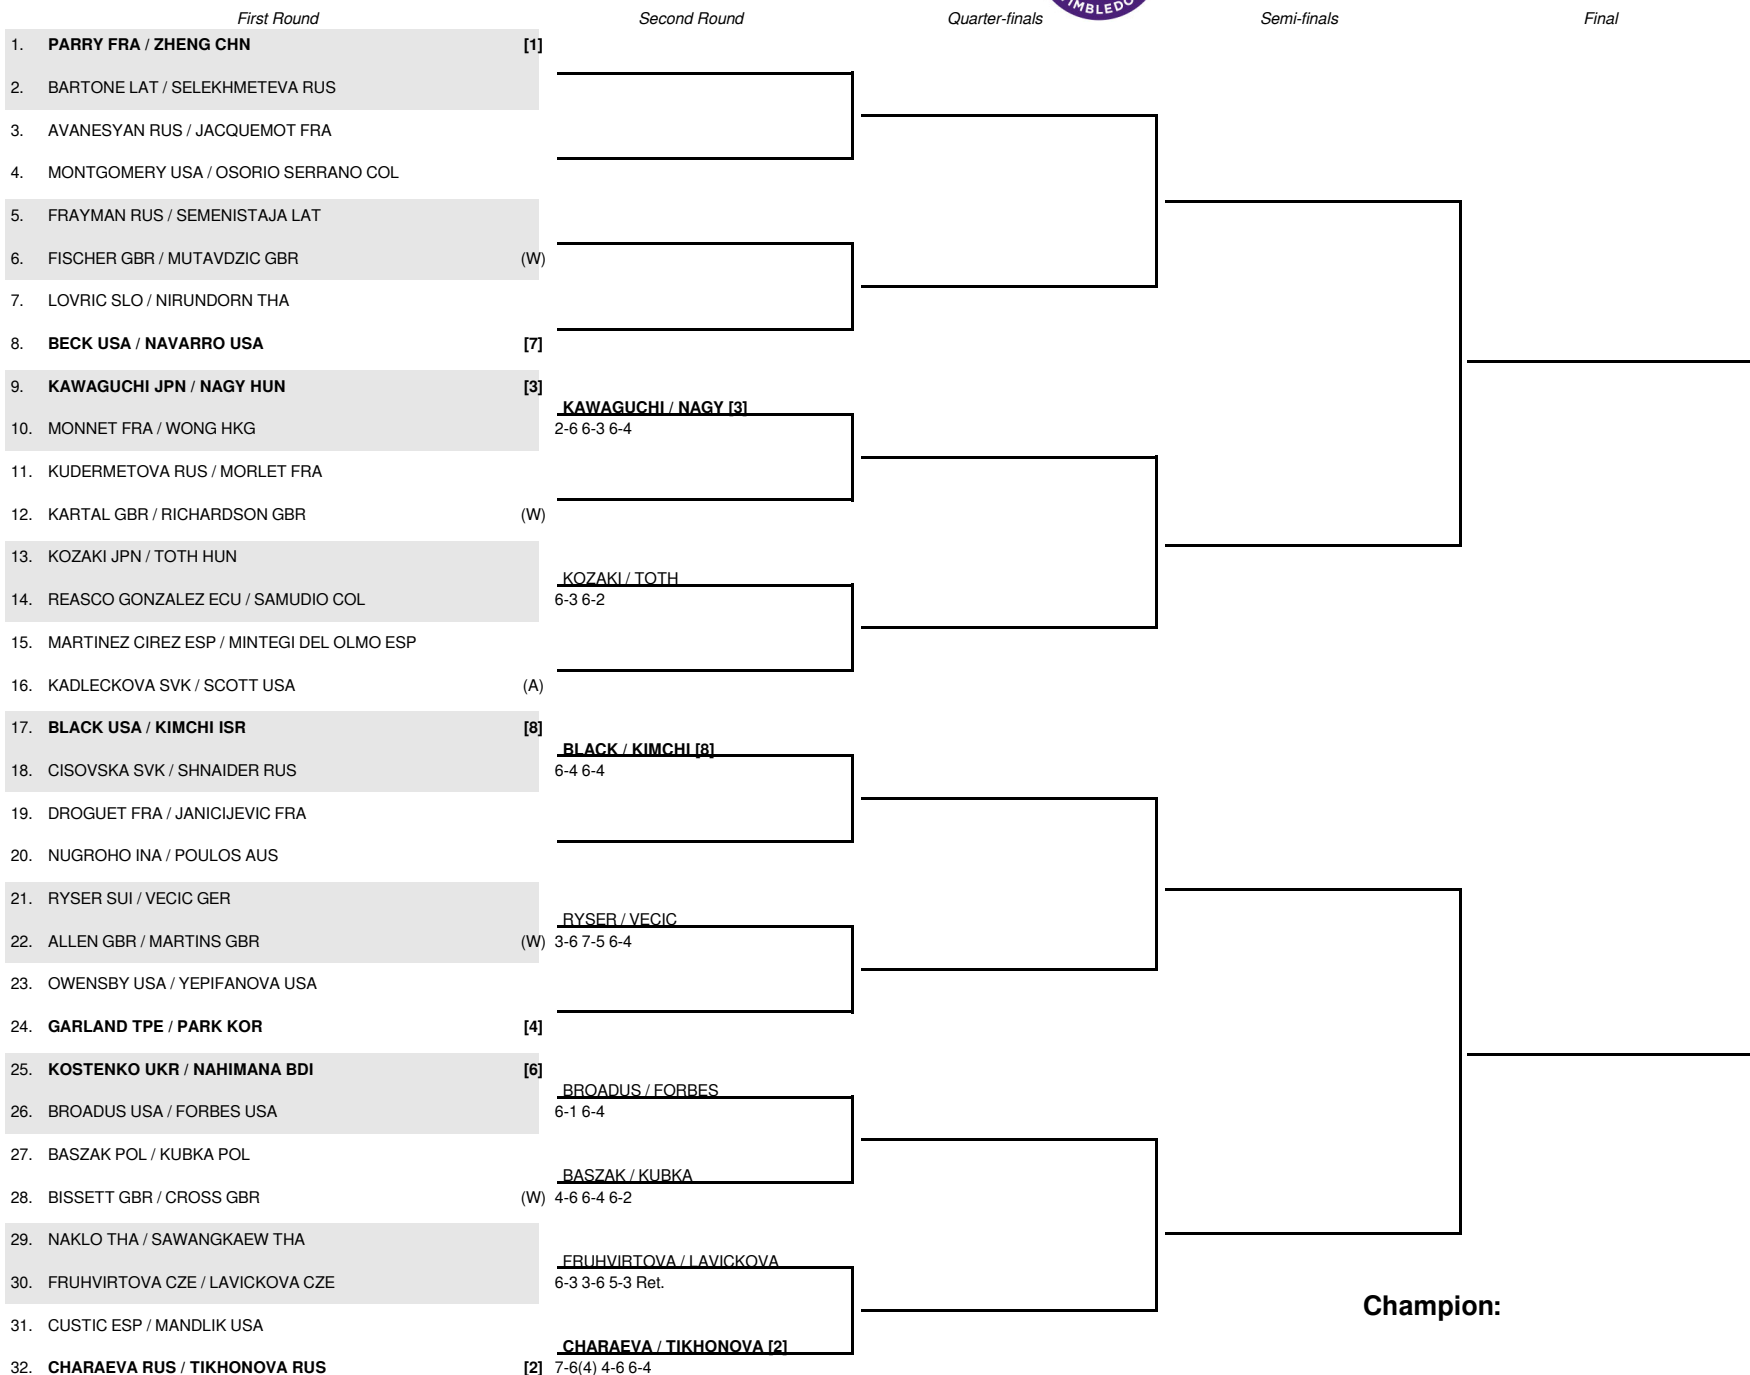 WIMBLEDO
First Round Second Round Quarter-finals Semi-finals Final
1. PARRY FRA / ZHENG CHN [1]
2. BARTONE LAT / SELEKHMETEVA RUS
3. AVANESYAN RUS / JACQUEMOT FRA
4. MONTGOMERY USA / OSORIO SERRANO COL
5. FRAYMAN RUS / SEMENISTAJA LAT
6. FISCHER GBR / MUTAVDZIC GBR (W)
7. LOVRIC SLO / NIRUNDORN THA
8. BECK USA / NAVARRO USA [7]
9. KAWAGUCHI JPN / NAGY HUN [3]
KAWAGUCHI / NAGY [3]
10. MONNET FRA / WONG HKG 2-6 6-3 6-4
11. KUDERMETOVA RUS / MORLET FRA
12. KARTAL GBR / RICHARDSON GBR (W)
13. KOZAKI JPN / TOTH HUN
KOZAKI / TOTH
14. REASCO GONZALEZ ECU / SAMUDIO COL 6-3 6-2
15. MARTINEZ CIREZ ESP / MINTEGI DEL OLMO ESP
16. KADLECKOVA SVK / SCOTT USA (A)
17. BLACK USA / KIMCHI ISR [8]
BLACK / KIMCHI [8]
18. CISOVSKA SVK / SHNAIDER RUS 6-4 6-4
19. DROGUET FRA / JANICIJEVIC FRA
20. NUGROHO INA / POULOS AUS
21. RYSER SUI / VECIC GER
RYSER / VECIC
22. ALLEN GBR / MARTINS GBR (W) 3-6 7-5 6-4
23. OWENSBY USA / YEPIFANOVA USA
24. GARLAND TPE / PARK KOR [4]
25. KOSTENKO UKR / NAHIMANA BDI [6]
BROADUS / FORBES
26. BROADUS USA / FORBES USA 6-1 6-4
27. BASZAK POL / KUBKA POL
BASZAK / KUBKA
28. BISSETT GBR / CROSS GBR (W) 4-6 6-4 6-2
29. NAKLO THA / SAWANGKAEW THA
FRUHVIRTOVA / LAVICKOVA
30. FRUHVIRTOVA CZE / LAVICKOVA CZE 6-3 3-6 5-3 Ret.
Champion:
31. CUSTIC ESP / MANDLIK USA
CHARAEVA / TIKHONOVA [2]
32. CHARAEVA RUS / TIKHONOVA RUS [2] 7-6(4) 4-6 6-4